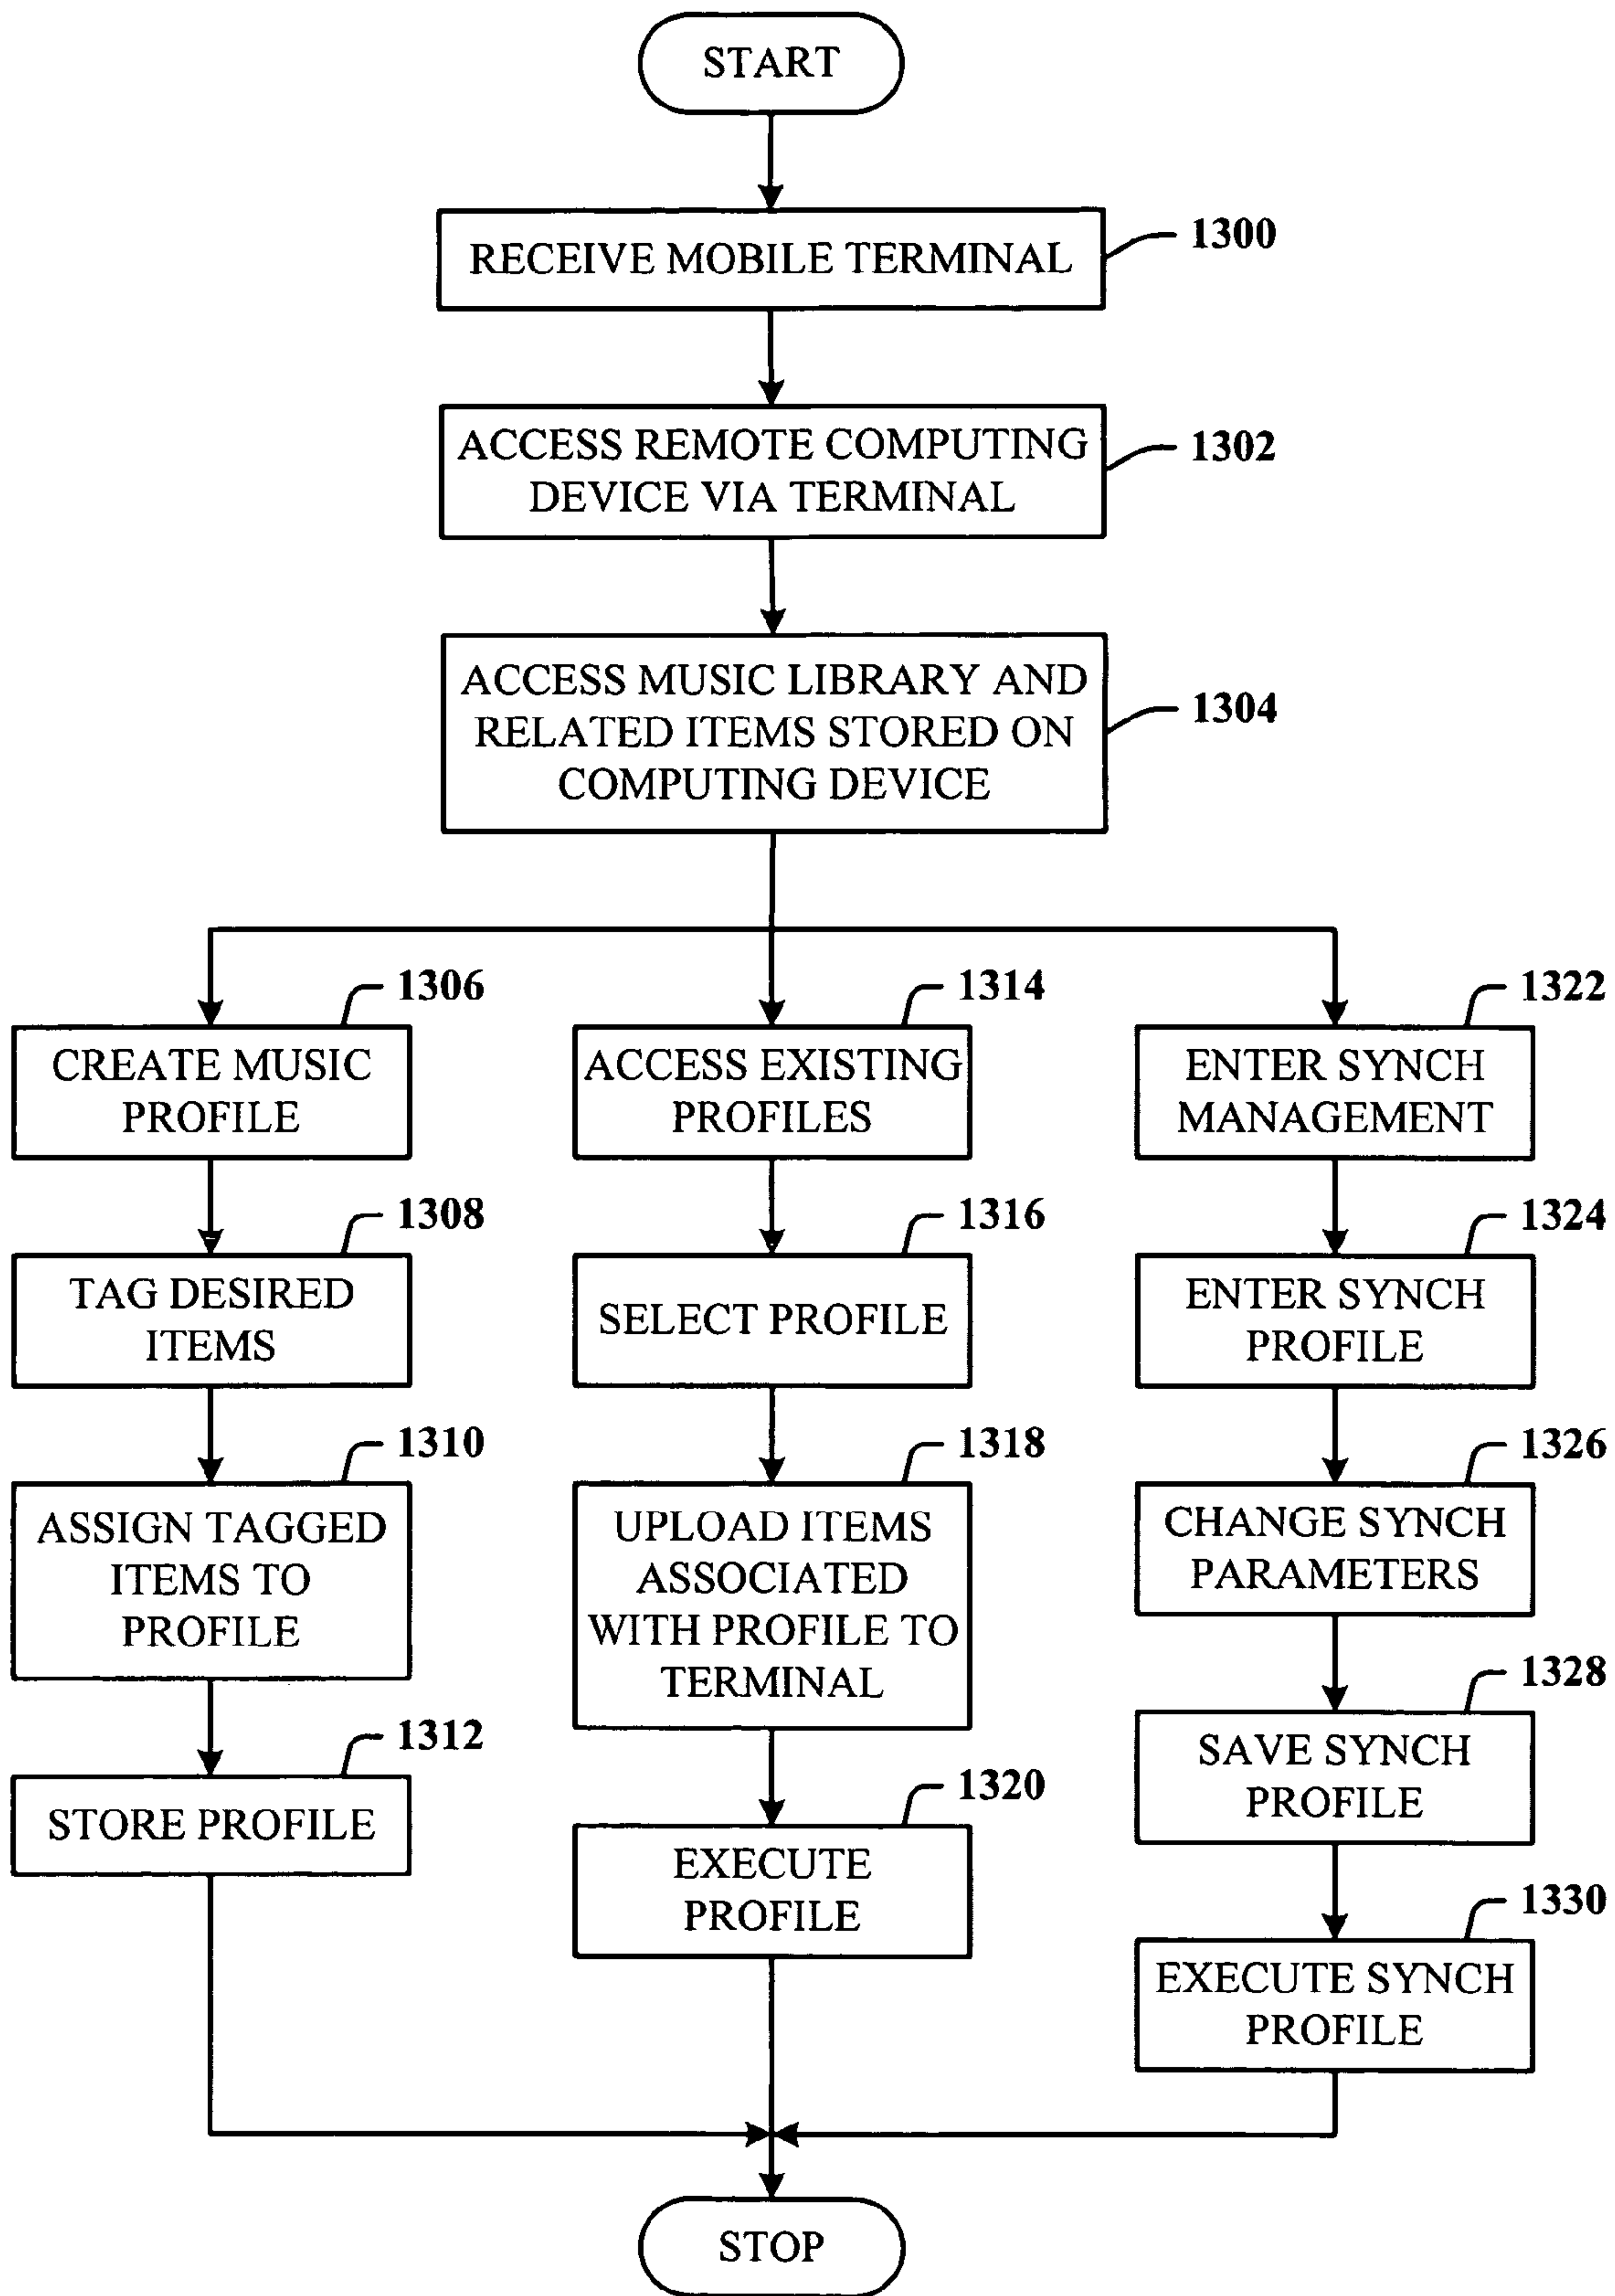 START
RECEIVE MOBILE TERMINAL
1300
ACCESS REMOTE COMPUTING
DEVICE VIA TERMINAL
1302
ACCESS MUSIC LIBRARY AND
RELATED ITEMS STORED ON
COMPUTING DEVICE
1304
1306
CREATE MUSIC
PROFILE
1308
TAG DESIRED
ITEMS
1310
ASSIGN TAGGED
ITEMS TO
PROFILE
1312
STORE PROFILE
1314
ACCESS EXISTING
PROFILES
1316
SELECT PROFILE
1318
UPLOAD ITEMS
ASSOCIATED
WITH PROFILE TO
TERMINAL
1320
EXECUTE
PROFILE
1322
ENTER SYNCH
MANAGEMENT
1324
ENTER SYNCH
PROFILE
1326
CHANGE SYNCH
PARAMETERS
1328
SAVE SYNCH
PROFILE
1330
EXECUTE SYNCH
PROFILE
STOP